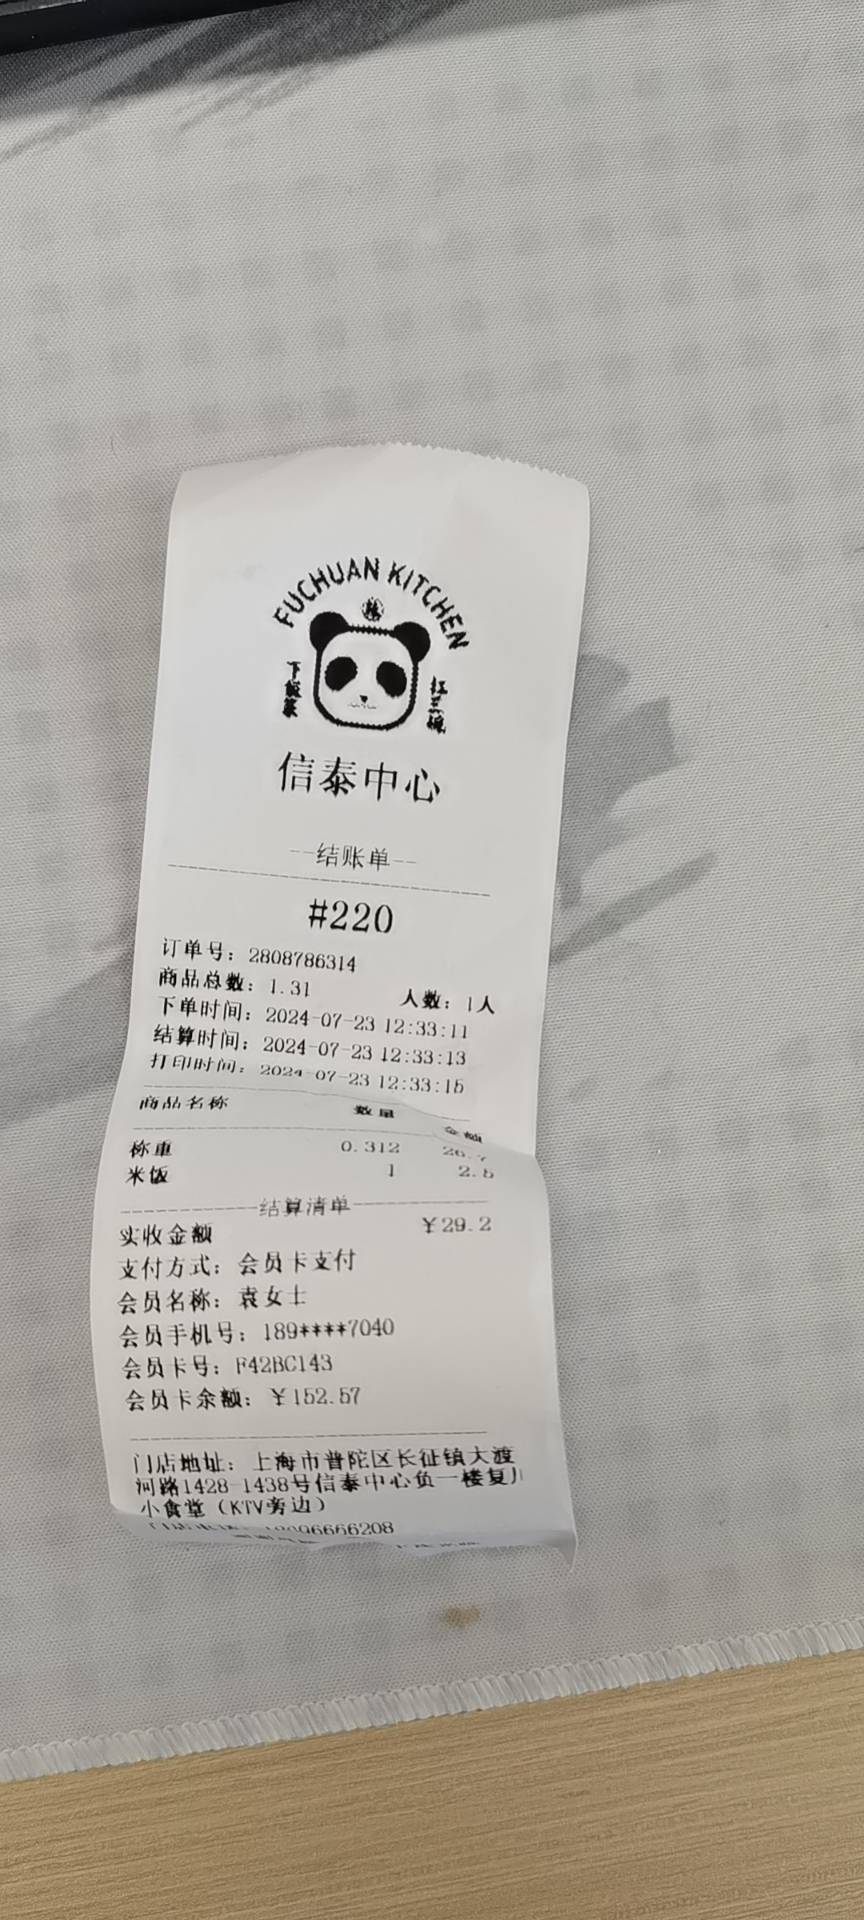 FUCHUAN KITCHEN
下饭菜
扛三碗
信泰中心
--结账单--
#220
订单号：2808786314
商品总数：1.31 人数：1人
下单时间：2024-07-23 12:33:11
结算时间：2024-07-23 12:33:13
打印时间：2024-07-23 12:33:15
商品名称 数量 金额
称重 0.312 26.7
米饭 1 2.5
结算清单
实收金额 ￥29.2
支付方式：会员卡支付
会员名称：袁女士
会员手机号：189****7040
会员卡号：F42BC143
会员卡余额：￥152.57
门店地址：上海市普陀区长征镇大渡
河路1428-1438号信泰中心负一楼复川
小食堂（KTV旁边）
6666208